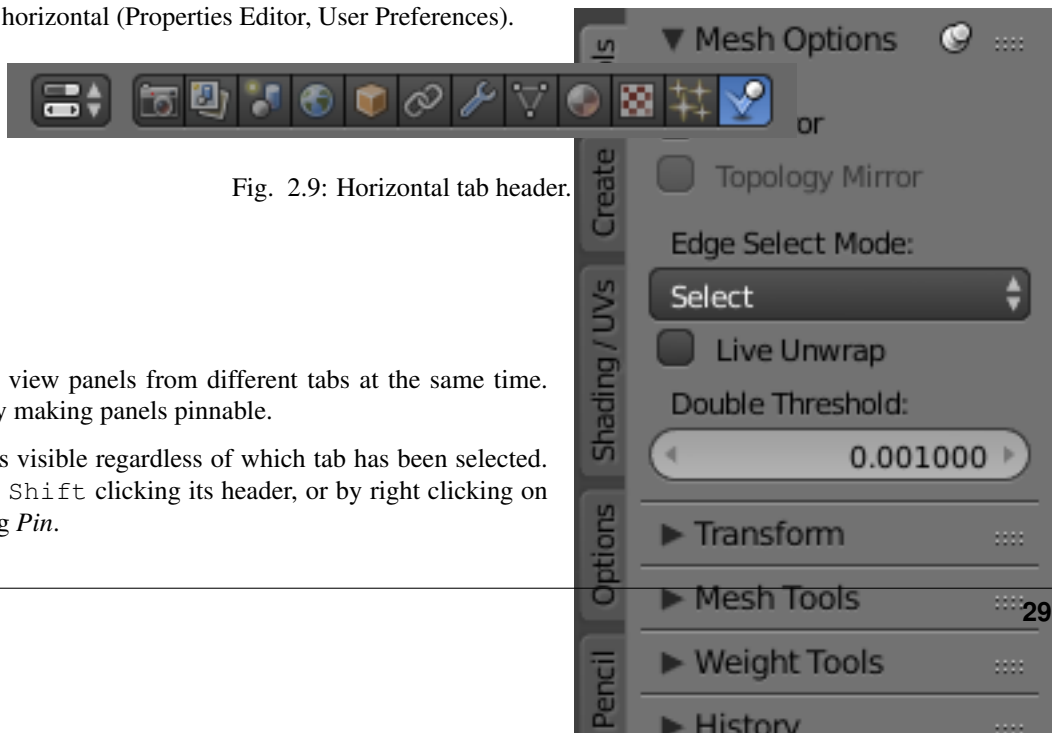 horizontal (Properties Editor, User Preferences).
Fig. 2.9: Horizontal tab header.
view panels from different tabs at the same time.
making panels pinnable.
visible regardless of which tab has been selected.
Shift clicking its header, or by right clicking on
Pin.
Create
Shading / UVs
Options
Pencil
Mesh Options
Topology Mirror
Edge Select Mode:
Select
Live Unwrap
Double Threshold:
0.001000
Transform
Mesh Tools
Weight Tools
History
29